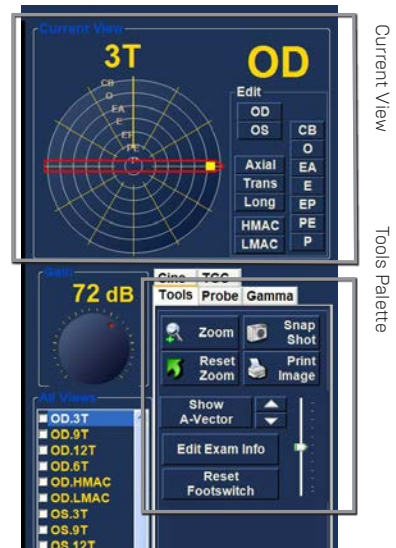 Current View
3T
OD
Edit
OD
OS
CB
O
Axial
EA
Trans
E
Long
EP
HMAC
PE
LMAC
P
CB
O
EA
E
EP
PE
P
Current View
Tools Palette
Gain
72 dB
Cine
TGC
Tools
Probe
Gamma
Zoom
Snap
Shot
Reset
Zoom
Print
Image
Show
A-Vector
Edit Exam Info
Reset
Footswitch
All Views
OD.3T
OD.9T
OD.12T
OD.6T
OD.HMAC
OD.LMAC
OS.3T
OS.9T
OS.12T